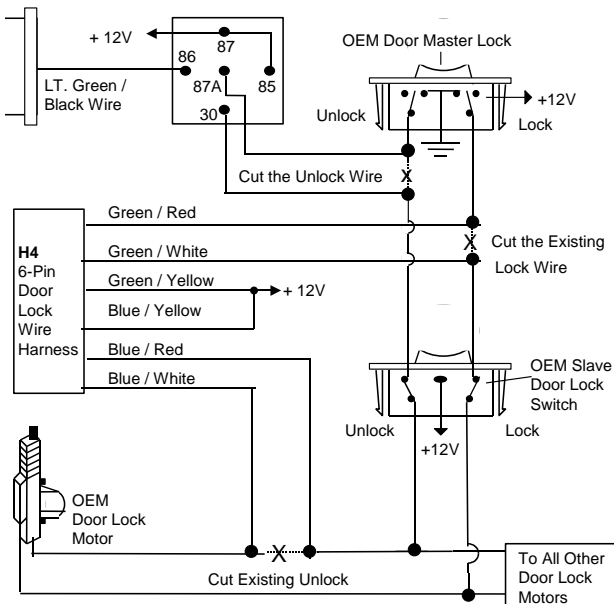 + 12V
87
86
87A
85
30
LT. Green /
Black Wire
OEM Door Master Lock
+12V
Unlock
Lock
Cut the Unlock Wire
X
Green / Red
X
Cut the Existing
Lock Wire
H4
6-Pin
Door
Lock
Wire
Harness
Green / White
Green / Yellow
+ 12V
Blue / Yellow
Blue / Red
Blue / White
OEM Slave
Door Lock
Switch
Unlock
Lock
+12V
OEM
Door Lock
Motor
X
Cut Existing Unlock
To All Other
Door Lock
Motors